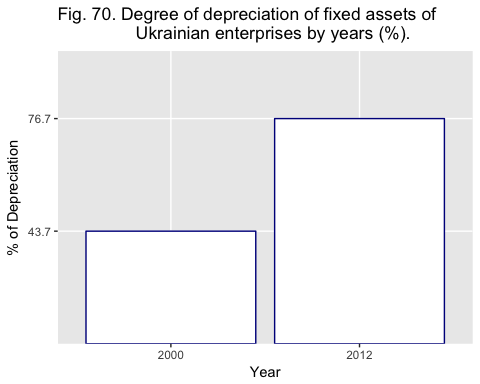 Fig. 70. Degree of depreciation of fixed assets of
Ukrainian enterprises by years (%).
76.7
43.7
% of Depreciation
2000
2012
Year